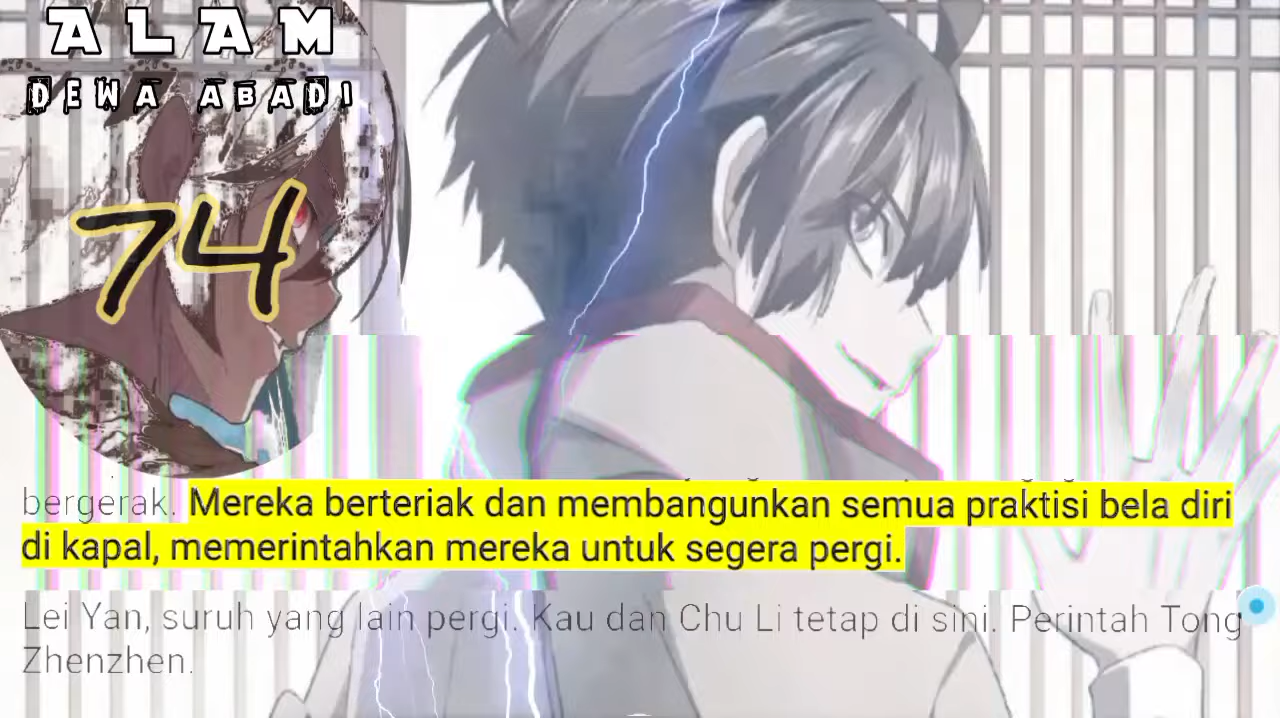 ALAM
DEWA ABADI
74
bergerak. Mereka berteriak dan membangunkan semua praktisi bela diri
di kapal, memerintahkan mereka untuk segera pergi.
Lei Yan, suruh yang lain pergi. Kau dan Chu Li tetap di sini. Perintah Tong
Zhenzhen.